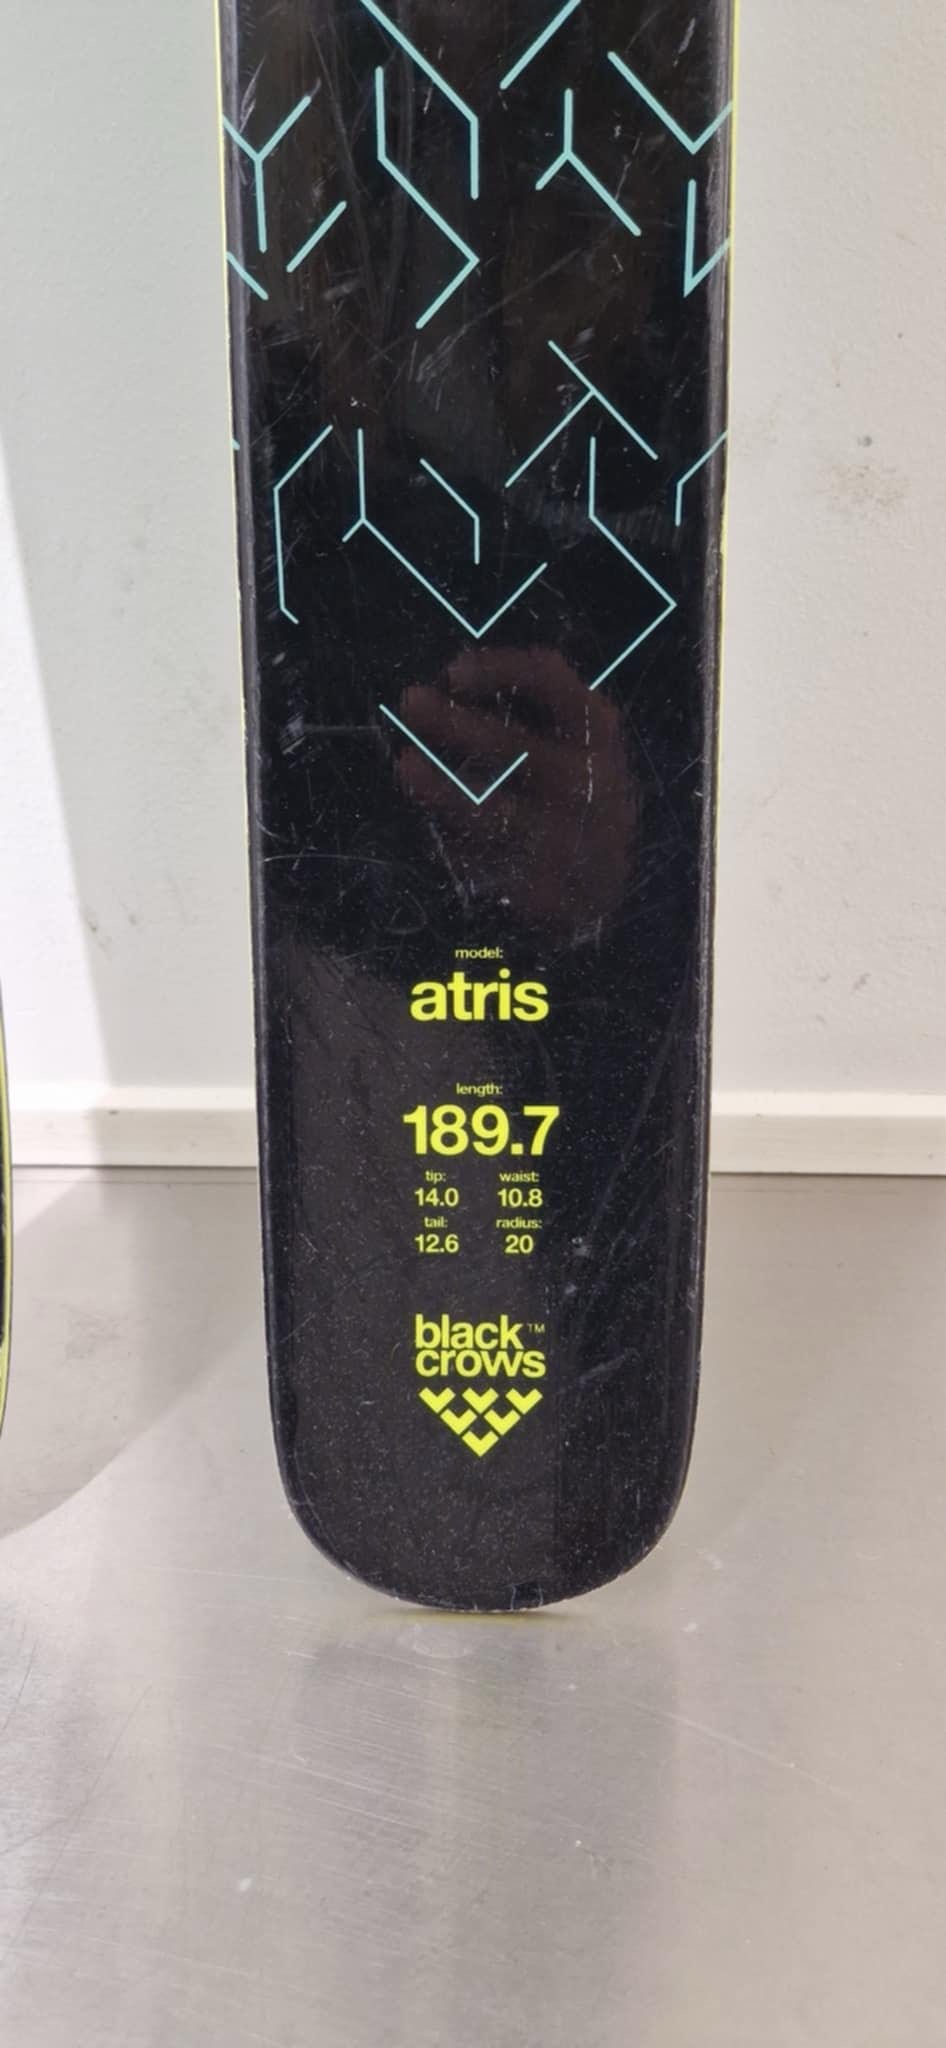 model:
atris
length:
189.7
tip: waist:
14.0 10.8
tail: radius:
12.6 20
black™
crows